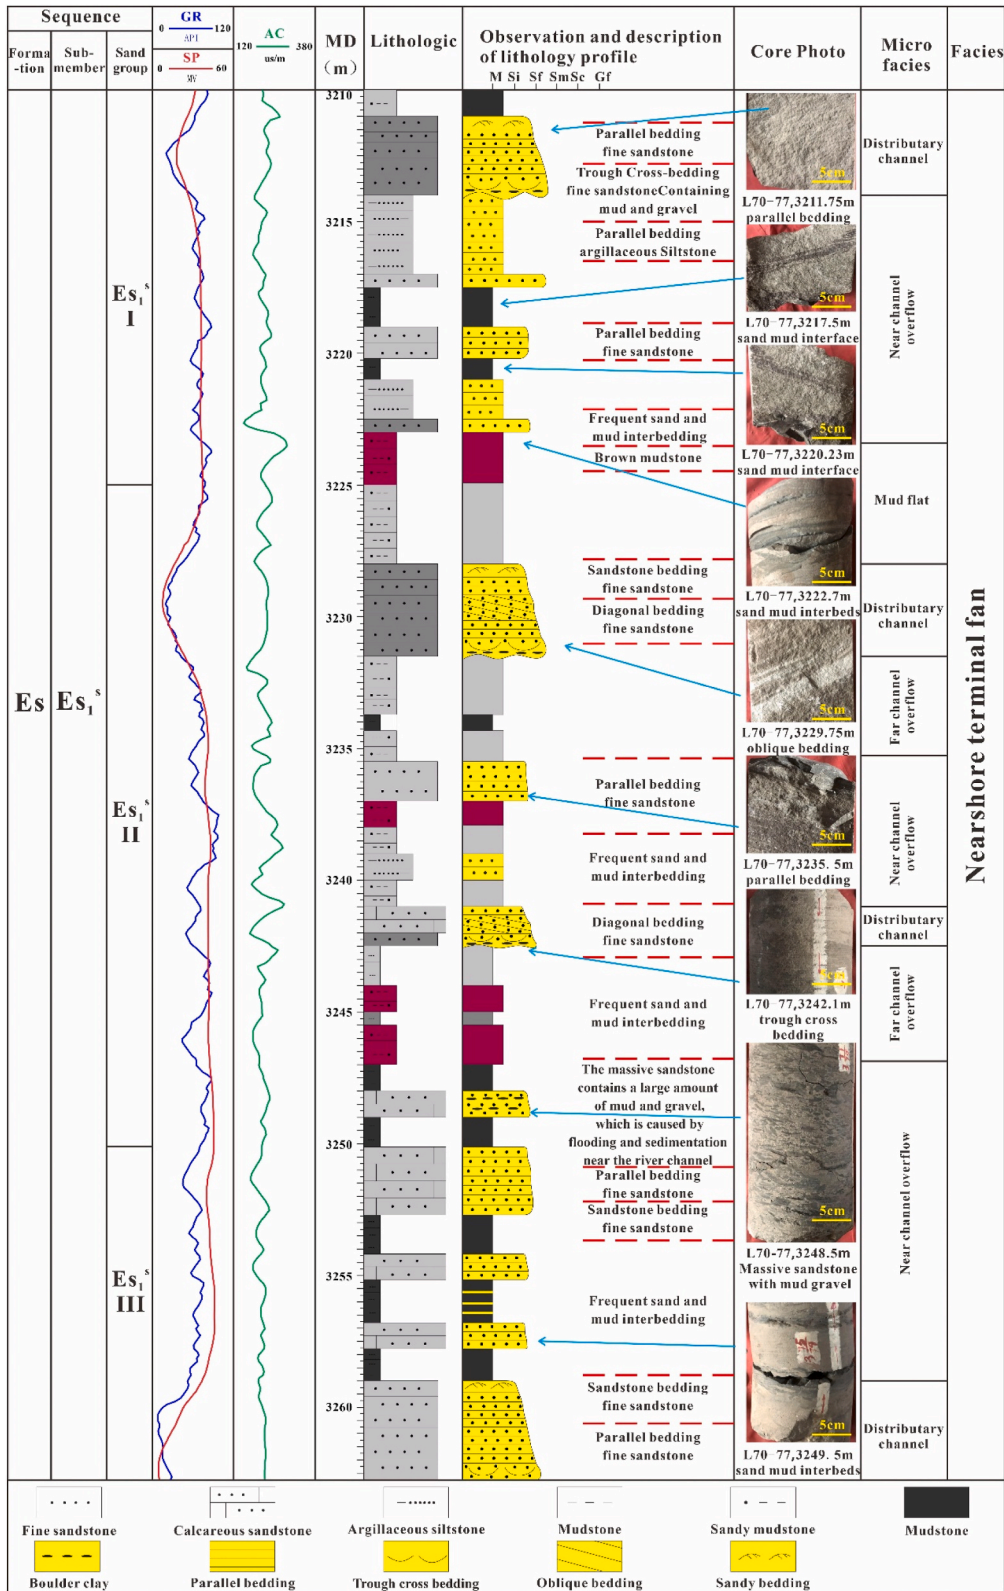 Sequence
Forma-tion
Sub-member
Sand group
0 GR 120
API
SP
0 60
MV
AC
120 380
us/m
MD (m)
Lithologic
Observation and description of lithology profile
M Si Sf Sm Sc Gf
Core Photo
Micro facies
Facies
Es
Es₁ˢ
Es₁ˢ I
Es₁ˢ II
Es₁ˢ III
3210
3215
3220
3225
3230
3235
3240
3245
3250
3255
3260
Parallel bedding
fine sandstone
Trough Cross-bedding
fine sandstoneContaining
mud and gravel
Parallel bedding
argillaceous Siltstone
Parallel bedding
fine sandstone
Frequent sand and
mud interbedding
Brown mudstone
Sandstone bedding
fine sandstone
Diagonal bedding
fine sandstone
Parallel bedding
fine sandstone
Frequent sand and
mud interbedding
Diagonal bedding
fine sandstone
Frequent sand and
mud interbedding
The massive sandstone
contains a large amount
of mud and gravel,
which is caused by
flooding and sedimentation
near the river channel
Parallel bedding
fine sandstone
Sandstone bedding
fine sandstone
Frequent sand and
mud interbedding
Sandstone bedding
fine sandstone
Parallel bedding
fine sandstone
5cm
L70-77,3211.75m
parallel bedding
5cm
L70-77,3217.5m
sand mud interface
5cm
L70-77,3220.23m
sand mud interface
5cm
L70-77,3222.7m
sand mud interbeds
5cm
L70-77,3229.75m
oblique bedding
5cm
L70-77,3235. 5m
parallel bedding
5cm
L70-77,3242.1m
trough cross
bedding
5cm
L70-77,3248.5m
Massive sandstone
with mud gravel
5cm
L70-77,3249. 5m
sand mud interbeds
Distributary
channel
Near channel
overflow
Mud flat
Distributary
channel
Far channel
overflow
Near channel
overflow
Distributary
channel
Far channel
overflow
Near channel overflow
Distributary
channel
Nearshore terminal fan
Fine sandstone
Calcareous sandstone
Argillaceous siltstone
Mudstone
Sandy mudstone
Mudstone
Boulder clay
Parallel bedding
Trough cross bedding
Oblique bedding
Sandy bedding